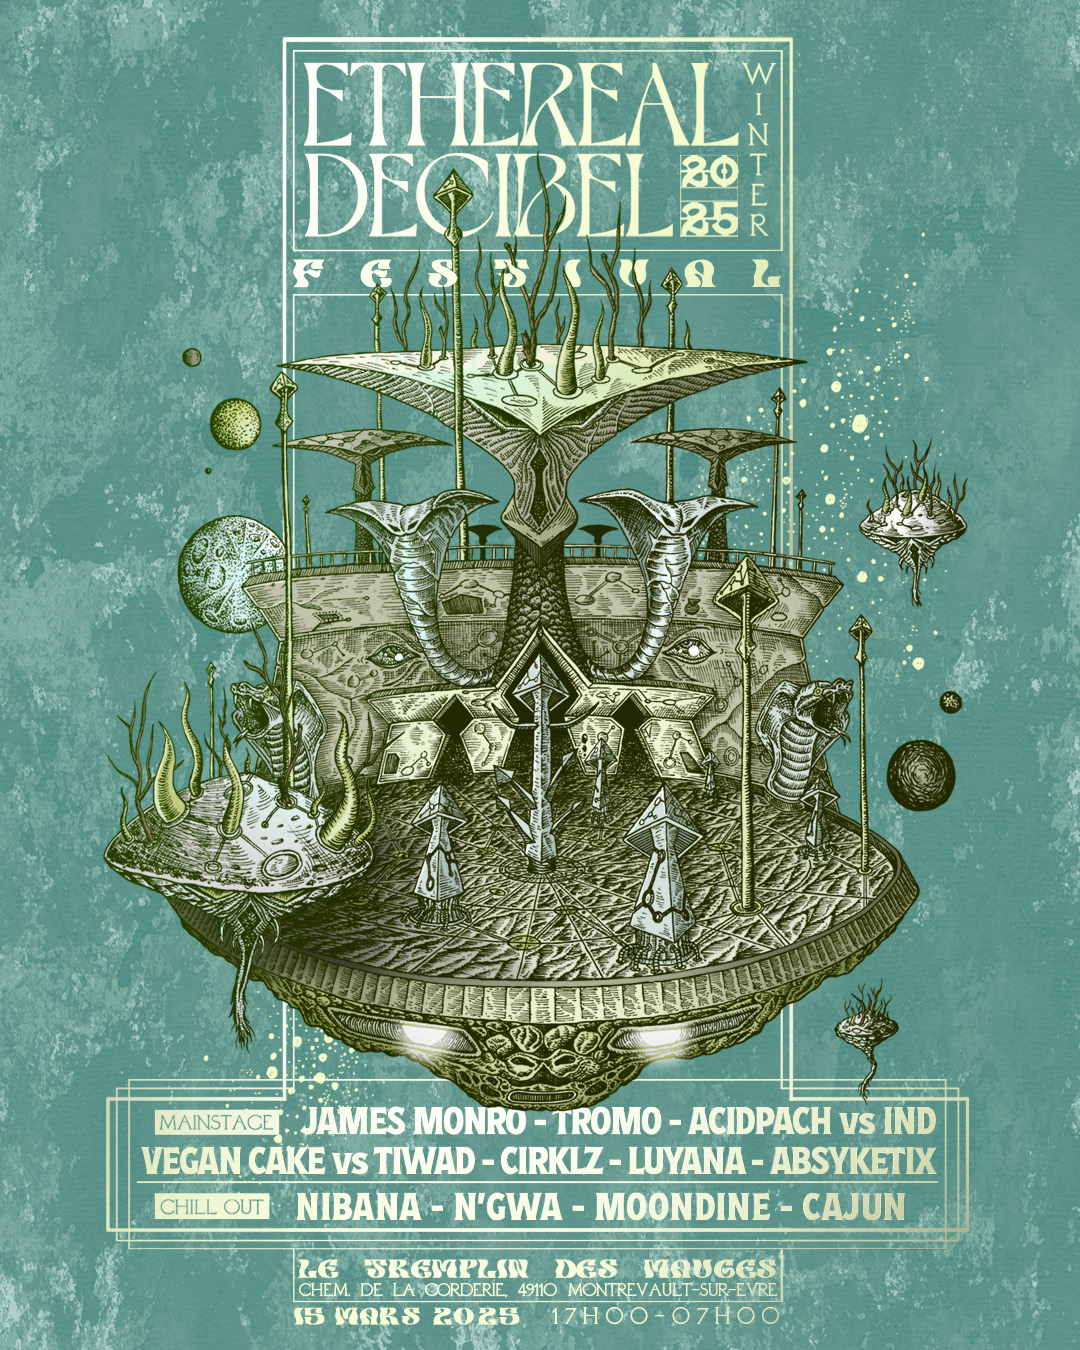 ETHEREAL
DECIBEL
2025
WINTER
FESTIVAL
MAINSTAGE JAMES MONRO - TROMO - ACIDPACH vs IND
VEGAN CAKE vs TIWAD - CIRKLZ - LUYANA - ABSYKETIX
CHILL OUT NIBANA - N'GWA - MOONDINE - CAJUN
LE TREMPLIN DES MAUGES
CHEM. DE LA CORDERIE, 49110 MONTREVAULT-SUR-EVRE
15 MARS 2025 17H00-07H00